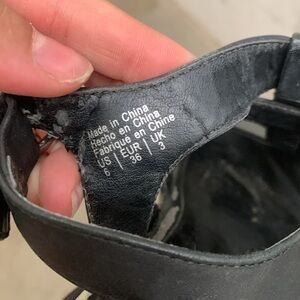 Made in China
Hecho en China
Fabriqué en Chine
US | EUR | UK
6 | 36 | 3